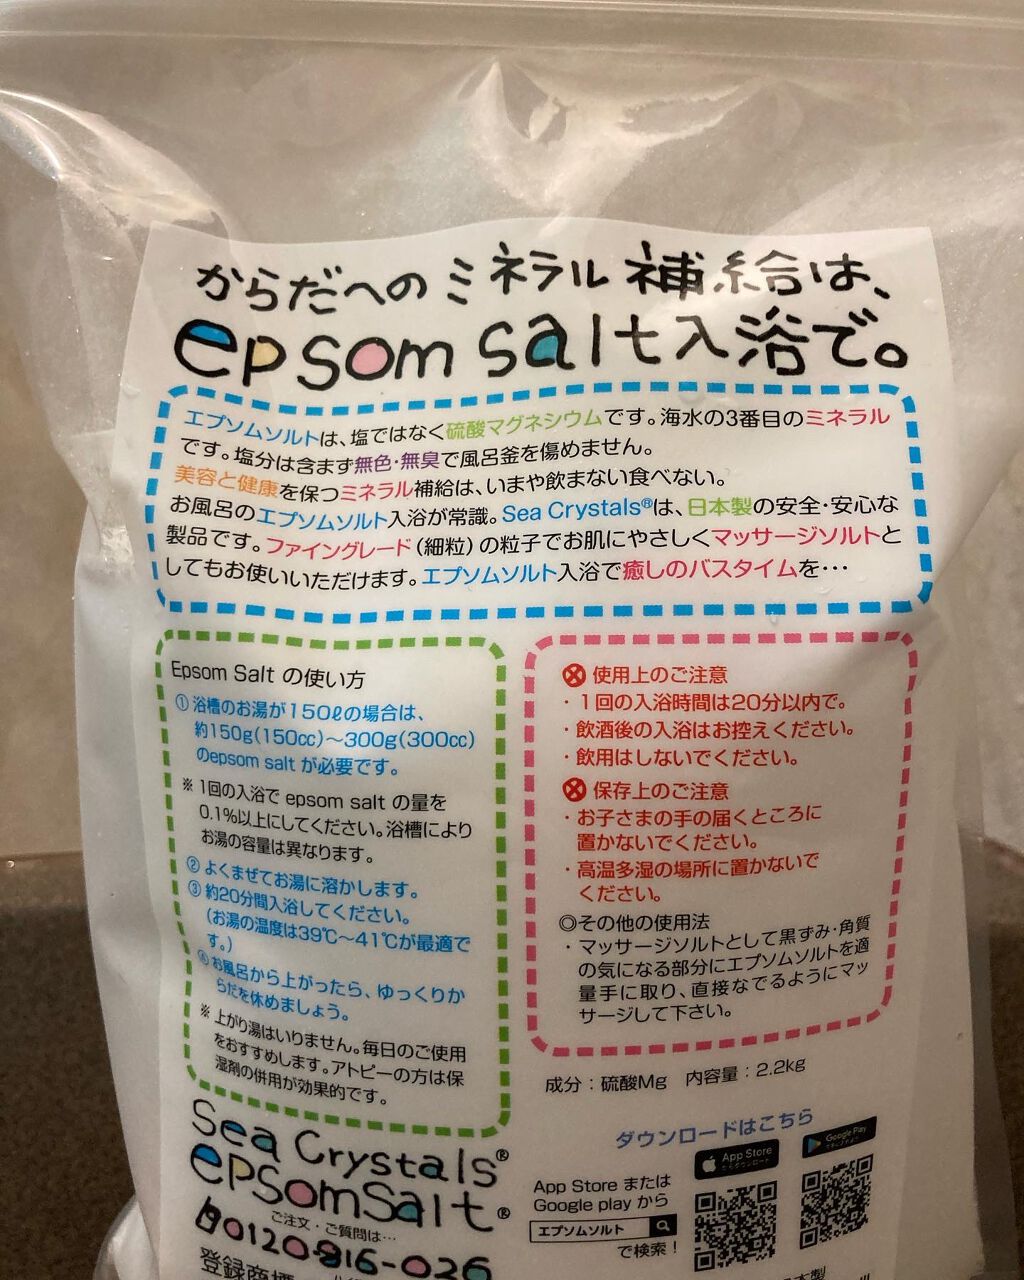 からだへのミネラル補給は、
epsom salt入浴で。
エプソムソルトは、塩ではなく硫酸マグネシウムです。海水の3番目のミネラル
です。塩分は含まず無色・無臭で風呂釜を傷めません。
美容と健康を保つミネラル補給は、いまや飲まない食べない。
お風呂のエプソムソルト入浴が常識。Sea Crystals®は、日本製の安全・安心な
製品です。ファイングレード（細粒）の粒子でお肌にやさしくマッサージソルトと
してもお使いいただけます。エプソムソルト入浴で癒しのバスタイムを・・・
Epsom Salt の使い方
①浴槽のお湯が150ℓの場合は、
約150g(150cc)～300g(300cc)
のepsom salt が必要です。
※1回の入浴で epsom salt の量を
0.1%以上にしてください。浴槽により
お湯の容量は異なります。
②よくまぜてお湯に溶かします。
③約20分間入浴してください。
(お湯の温度は39℃～41℃が最適で
す。)
④お風呂から上がったら、ゆっくりか
らだを休めましょう。
※上がり湯はいりません。毎日のご使用
をおすすめします。アトピーの方は保
湿剤の併用が効果的です。
使用上のご注意
・1回の入浴時間は20分以内で。
・飲酒後の入浴はお控えください。
・飲用はしないでください。
保存上のご注意
・お子さまの手の届くところに
置かないでください。
・高温多湿の場所に置かないで
ください。
◎その他の使用法
・マッサージソルトとして黒ずみ・角質
の気になる部分にエプソムソルトを適
量手に取り、直接なでるようにマッ
サージして下さい。
成分：硫酸Mg 内容量：2.2kg
Sea Crystals®
epsomsalt®
ご注文・ご質問は…
0120-816-026
登録商標
ダウンロードはこちら
App Store
からダウンロード
Google Play
App Store または
Google play から
エプソムソルト
で検索！
日本製